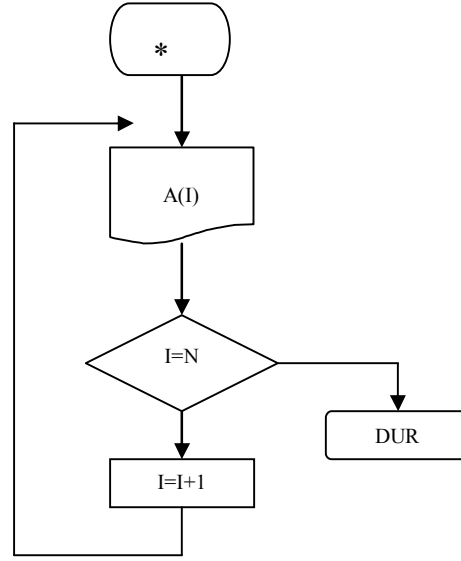 *
A(I)
I=N
DUR
I=I+1